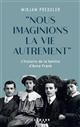 MIRJAM PRESSLER
"NOUS
IMAGINIONS
LA VIE
AUTREMENT"
L'histoire de la famille
d'Anne Frank